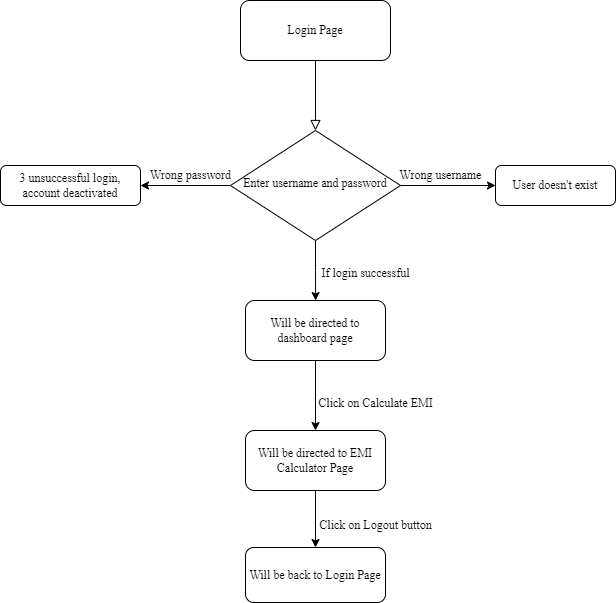 Login Page
Wrong password
Wrong username
3 unsuccessful login,
account deactivated
Enter username and password
User doesn't exist
If login successful
Will be directed to
dashboard page
Click on Calculate EMI
Will be directed to EMI
Calculator Page
Click on Logout button
Will be back to Login Page